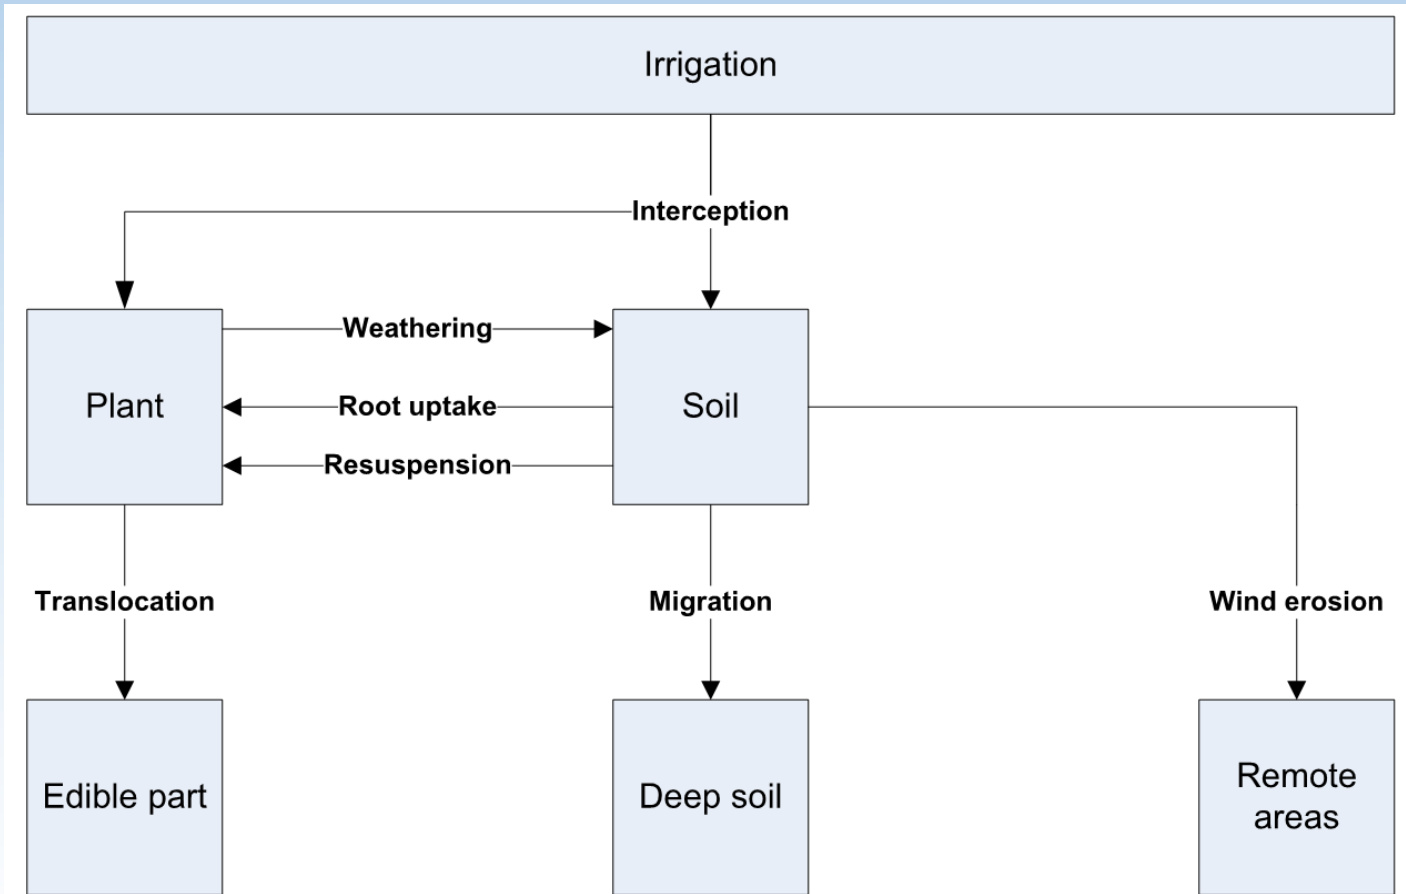 Irrigation
Interception
Weathering
Plant
Root uptake
Soil
Resuspension
Translocation
Migration
Wind erosion
Edible part
Deep soil
Remote
areas